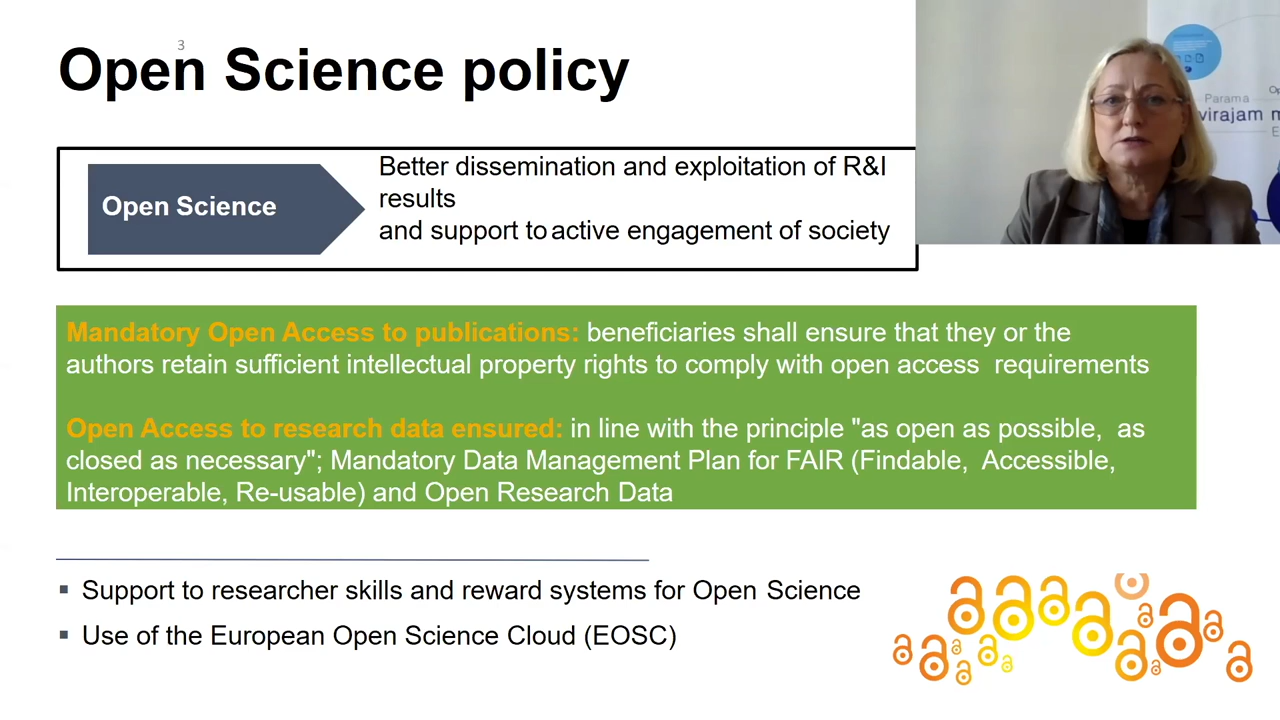 3
Open Science policy
Open Science
Better dissemination and exploitation of R&I
results
and support to active engagement of society
Mandatory Open Access to publications: beneficiaries shall ensure that they or the
authors retain sufficient intellectual property rights to comply with open access requirements
Open Access to research data ensured: in line with the principle "as open as possible, as
closed as necessary"; Mandatory Data Management Plan for FAIR (Findable, Accessible,
Interoperable, Re-usable) and Open Research Data
▪ Support to researcher skills and reward systems for Open Science
▪ Use of the European Open Science Cloud (EOSC)
Parama
virajam